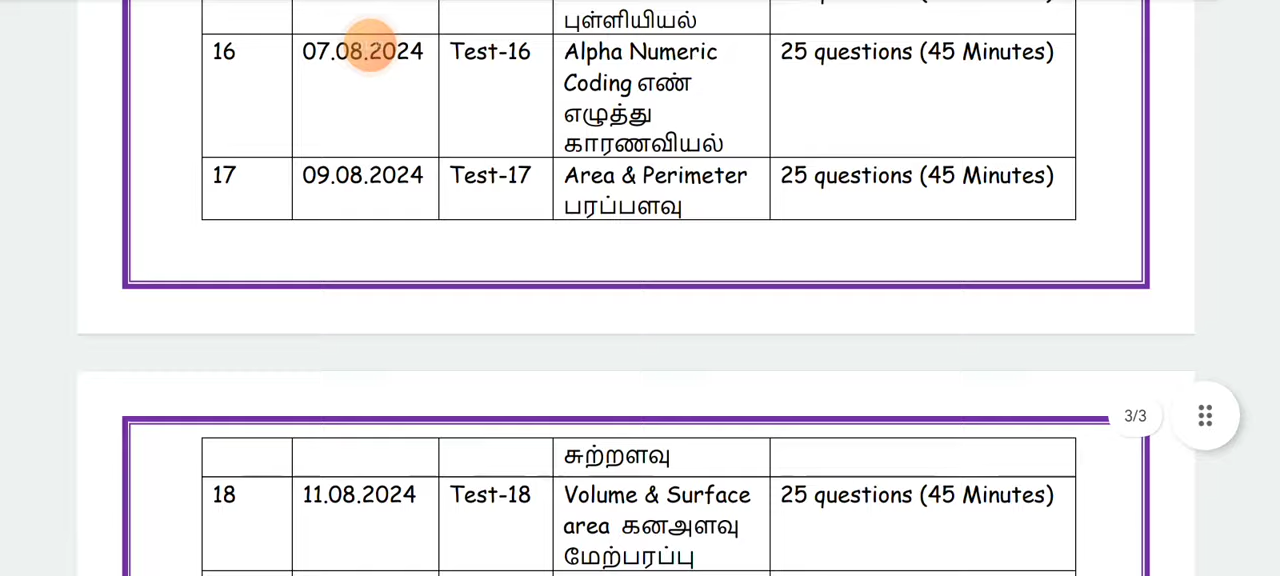 புள்ளியியல்
16 07.08.2024 Test-16 Alpha Numeric 25 questions (45 Minutes)
Coding எண்
எழுத்து
காரணவியல்
17 09.08.2024 Test-17 Area & Perimeter 25 questions (45 Minutes)
பரப்பளவு
3/3
சுற்றளவு
18 11.08.2024 Test-18 Volume & Surface 25 questions (45 Minutes)
area கனஅளவு
மேற்பரப்பு